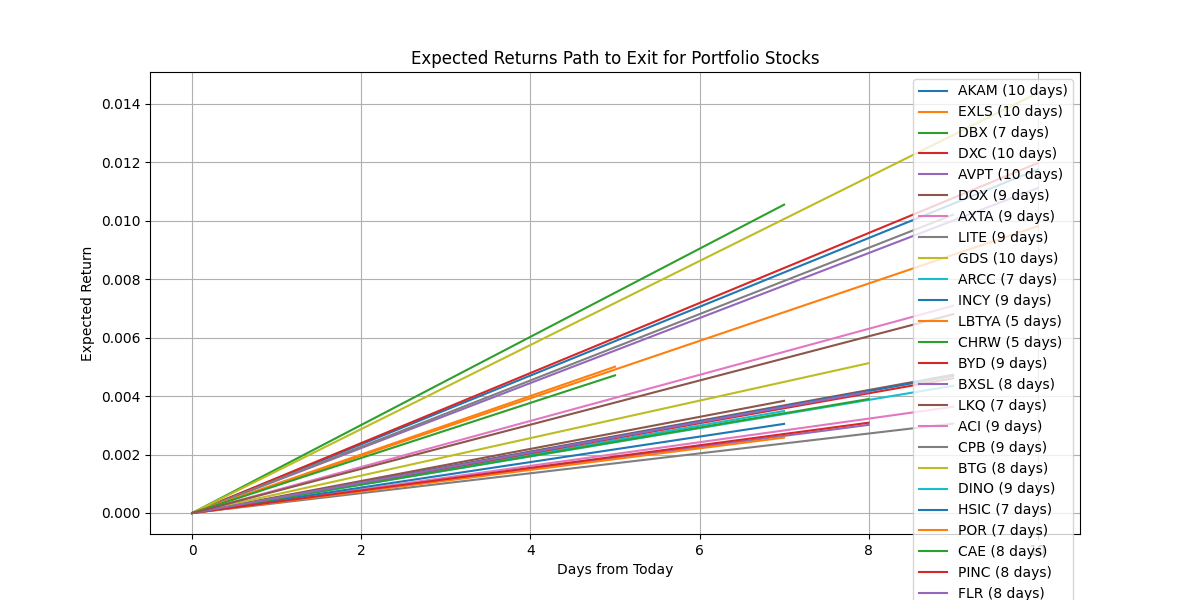 Expected Returns Path to Exit for Portfolio Stocks
Expected Return
0.014
0.012
0.010
0.008
0.006
0.004
0.002
0.000
0
2
4
6
8
Days from Today
AKAM (10 days)
EXLS (10 days)
DBX (7 days)
DXC (10 days)
AVPT (10 days)
DOX (9 days)
AXTA (9 days)
LITE (9 days)
GDS (10 days)
ARCC (7 days)
INCY (9 days)
LBTYA (5 days)
CHRW (5 days)
BYD (9 days)
BXSL (8 days)
LKQ (7 days)
ACI (9 days)
CPB (9 days)
BTG (8 days)
DINO (9 days)
HSIC (7 days)
POR (7 days)
CAE (8 days)
PINC (8 days)
FLR (8 days)